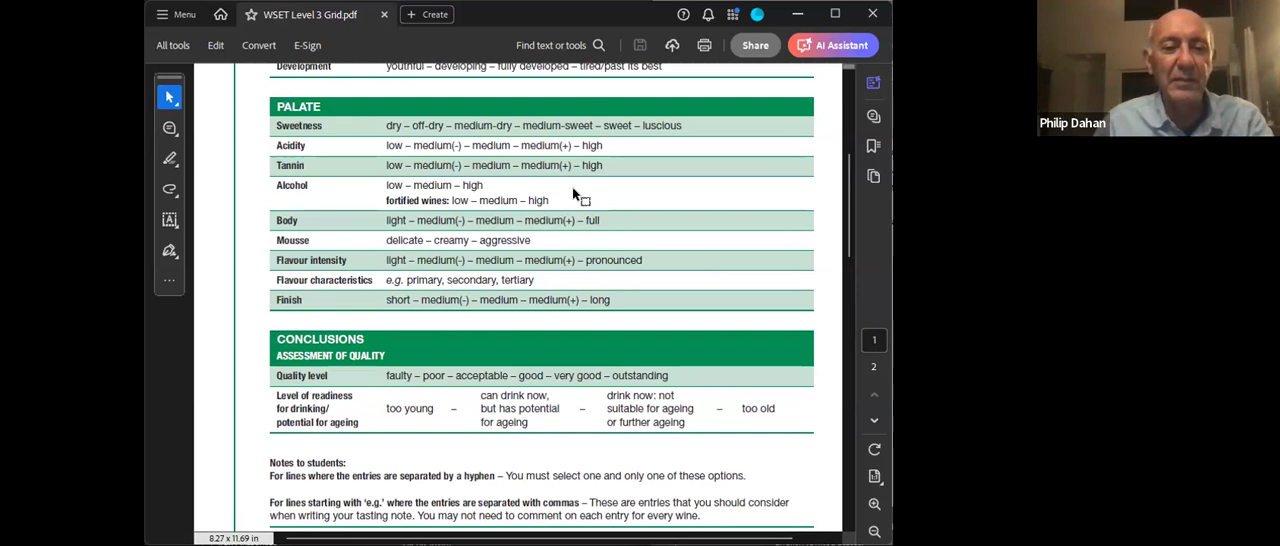 Menu
WSET Level 3 Grid.pdf
Create
All tools Edit Convert E-Sign
Find text or tools
Share
AI Assistant
Development youthful – developing – fully developed – tired/past its best
PALATE
Sweetness dry – off-dry – medium-dry – medium-sweet – sweet – luscious
Acidity low – medium(-) – medium – medium(+) – high
Tannin low – medium(-) – medium – medium(+) – high
Alcohol low – medium – high
fortified wines: low – medium – high
Body light – medium(-) – medium – medium(+) – full
Mousse delicate – creamy – aggressive
Flavour intensity light – medium(-) – medium – medium(+) – pronounced
Flavour characteristics e.g. primary, secondary, tertiary
Finish short – medium(-) – medium – medium(+) – long
CONCLUSIONS
ASSESSMENT OF QUALITY
Quality level faulty – poor – acceptable – good – very good – outstanding
Level of readiness can drink now, drink now: not
for drinking/ too young – but has potential – suitable for ageing – too old
potential for ageing for ageing or further ageing
Notes to students:
For lines where the entries are separated by a hyphen – You must select one and only one of these options.
For lines starting with 'e.g.' where the entries are separated with commas – These are entries that you should consider
when writing your tasting note. You may not need to comment on each entry for every wine.
8.27 x 11.69 in
1
2
Philip Dahan